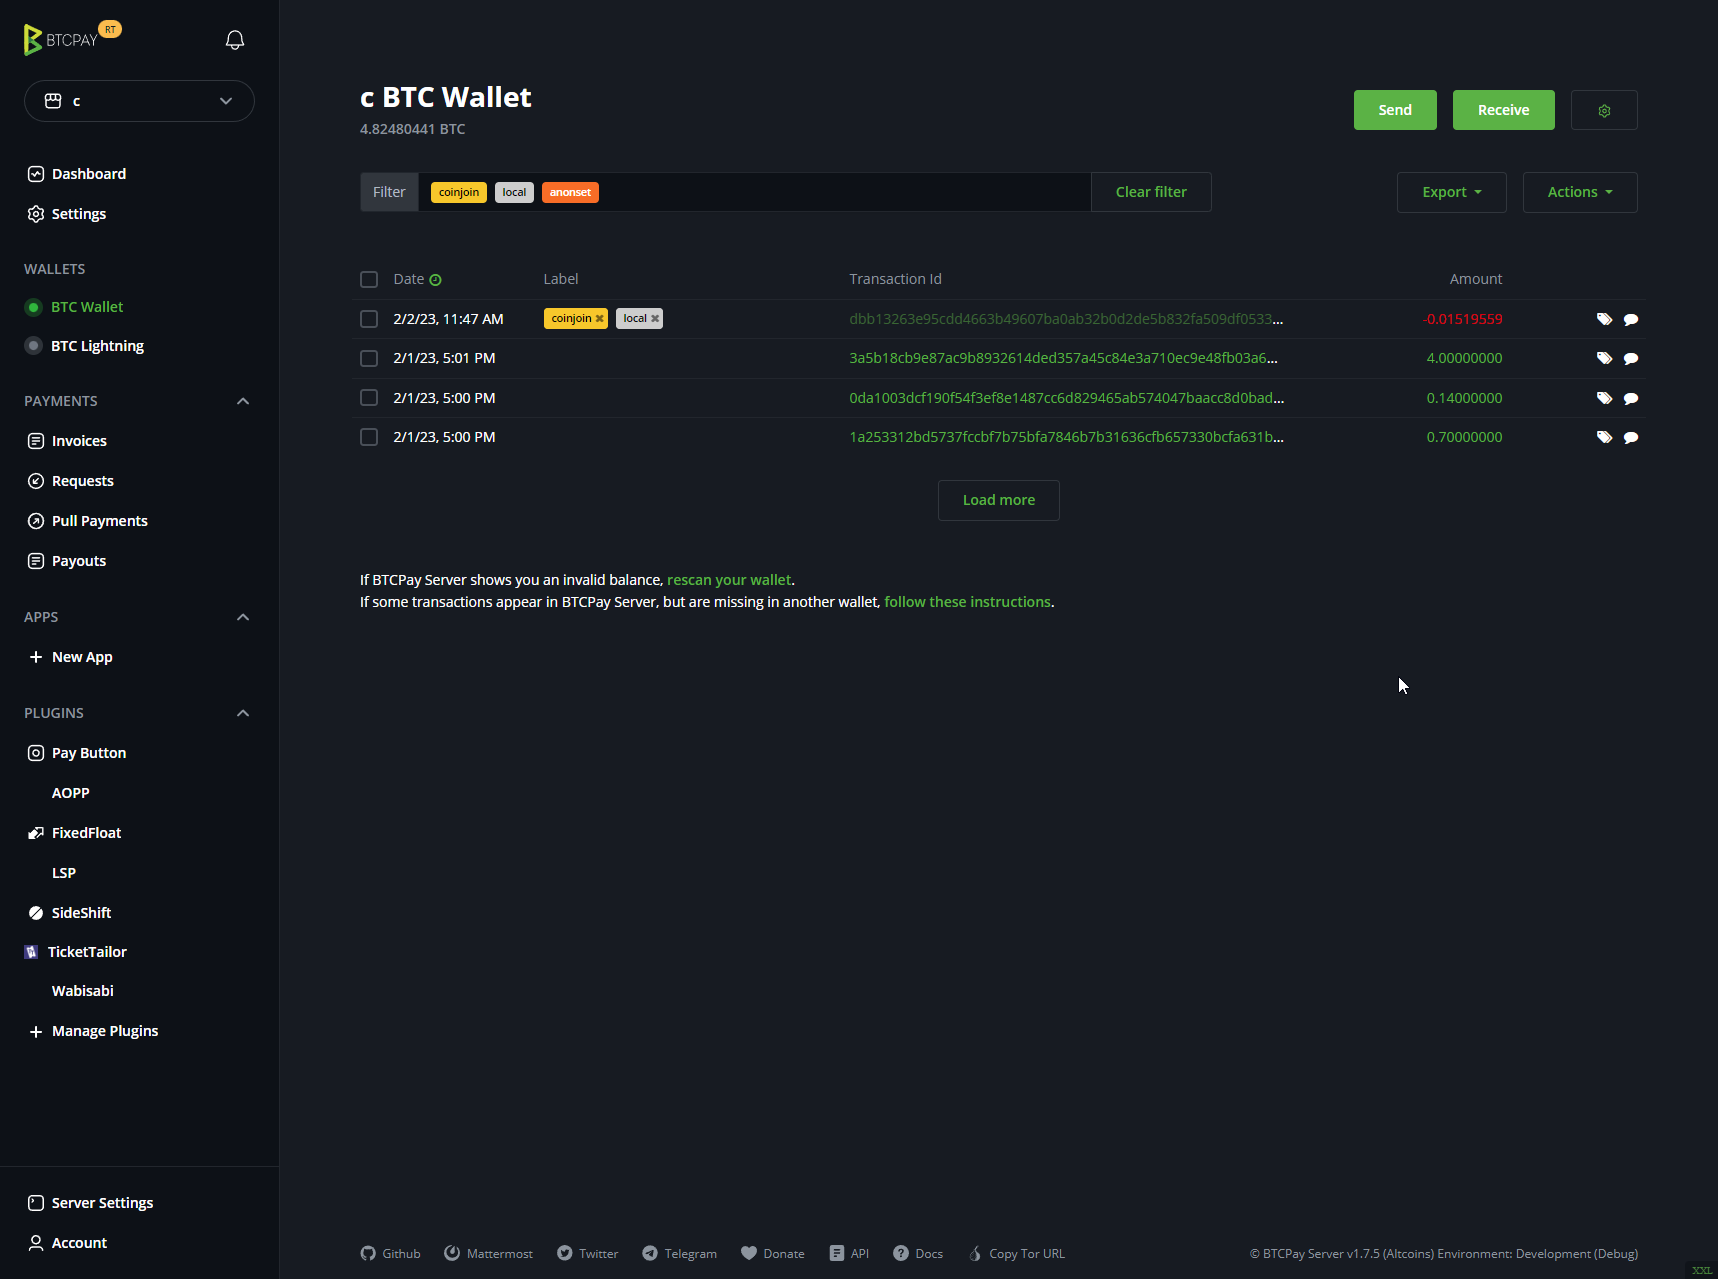 BTCPAY RT
c
Dashboard
Settings
WALLETS
BTC Wallet
BTC Lightning
PAYMENTS
Invoices
Requests
Pull Payments
Payouts
APPS
New App
PLUGINS
Pay Button
AOPP
FixedFloat
LSP
SideShift
TicketTailor
Wabisabi
Manage Plugins
Server Settings
Account
c BTC Wallet
4.82480441 BTC
Send Receive
Filter coinjoin local anonset Clear filter Export Actions
Date Label Transaction Id Amount
2/2/23, 11:47 AM coinjoin local dbb13263e95cdd4663b49607ba0ab32b0d2de5b832fa509df0533... -0.01519559
2/1/23, 5:01 PM 3a5b18cb9e87ac9b8932614ded357a45c84e3a710ec9e48fb03a6... 4.00000000
2/1/23, 5:00 PM 0da1003dcf190f54f3ef8e1487cc6d829465ab574047baacc8d0bad... 0.14000000
2/1/23, 5:00 PM 1a253312bd5737fccbf7b75bfa7846b7b31636cfb657330bcfa631b... 0.70000000
Load more
If BTCPay Server shows you an invalid balance, rescan your wallet.
If some transactions appear in BTCPay Server, but are missing in another wallet, follow these instructions.
Github Mattermost Twitter Telegram Donate API Docs Copy Tor URL © BTCPay Server v1.7.5 (Altcoins) Environment: Development (Debug)
XXL